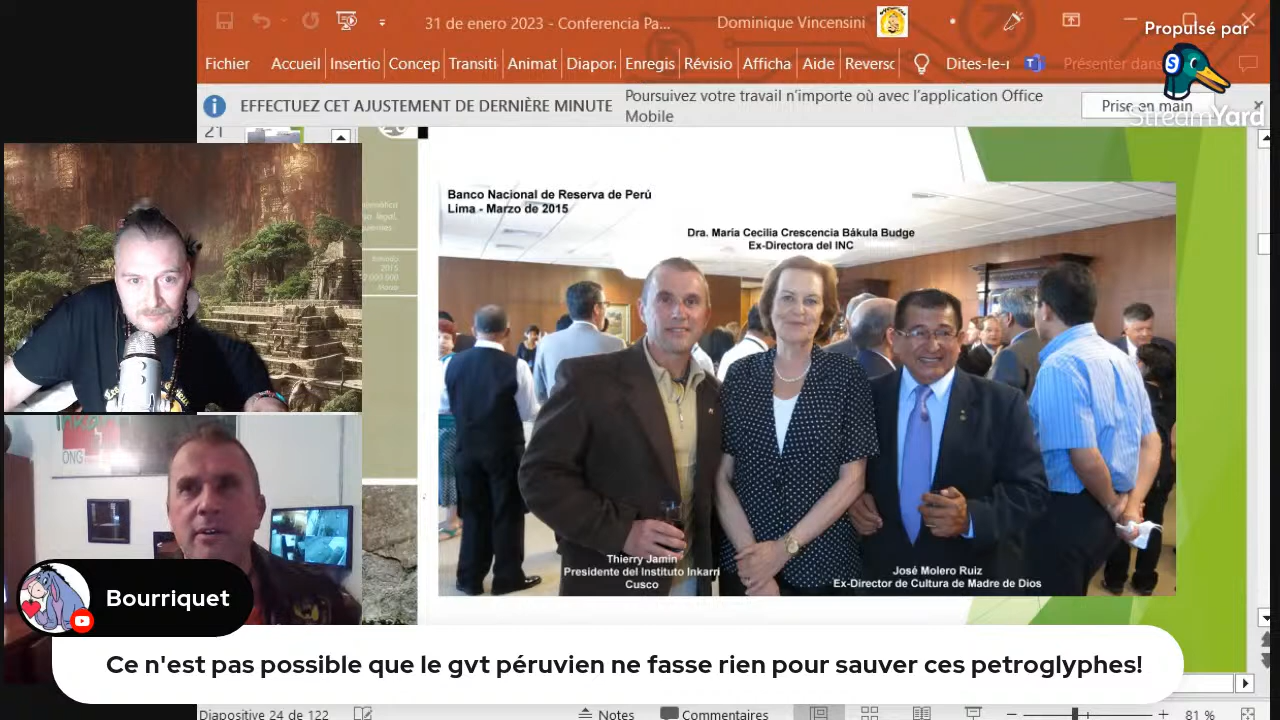 31 de enero 2023 - Conferencia Pa...
Dominique Vincensini
Propulsé par
StreamYard
Fichier
Accueil
Insertio
Concep
Transiti
Animat
Diapora
Enregis
Révisio
Afficha
Aide
Reversc
Dites-le-r
Présenter dans
EFFECTUEZ CET AJUSTEMENT DE DERNIÈRE MINUTE
Poursuivez votre travail n'importe où avec l'application Office
Mobile
Prise en main
21
Banco Nacional de Reserva de Perú
Lima - Marzo de 2015
Dra. María Cecilia Crescencia Bákula Budge
Ex-Directora del INC
2015
ONG
Thierry Jamin
Presidente del Instituto Inkarri
Cusco
José Molero Ruiz
Ex-Director de Cultura de Madre de Dios
Bourriquet
Ce n'est pas possible que le gvt péruvien ne fasse rien pour sauver ces petroglyphes!
Diapositive 24 de 122
Notes
Commentaires
81 %